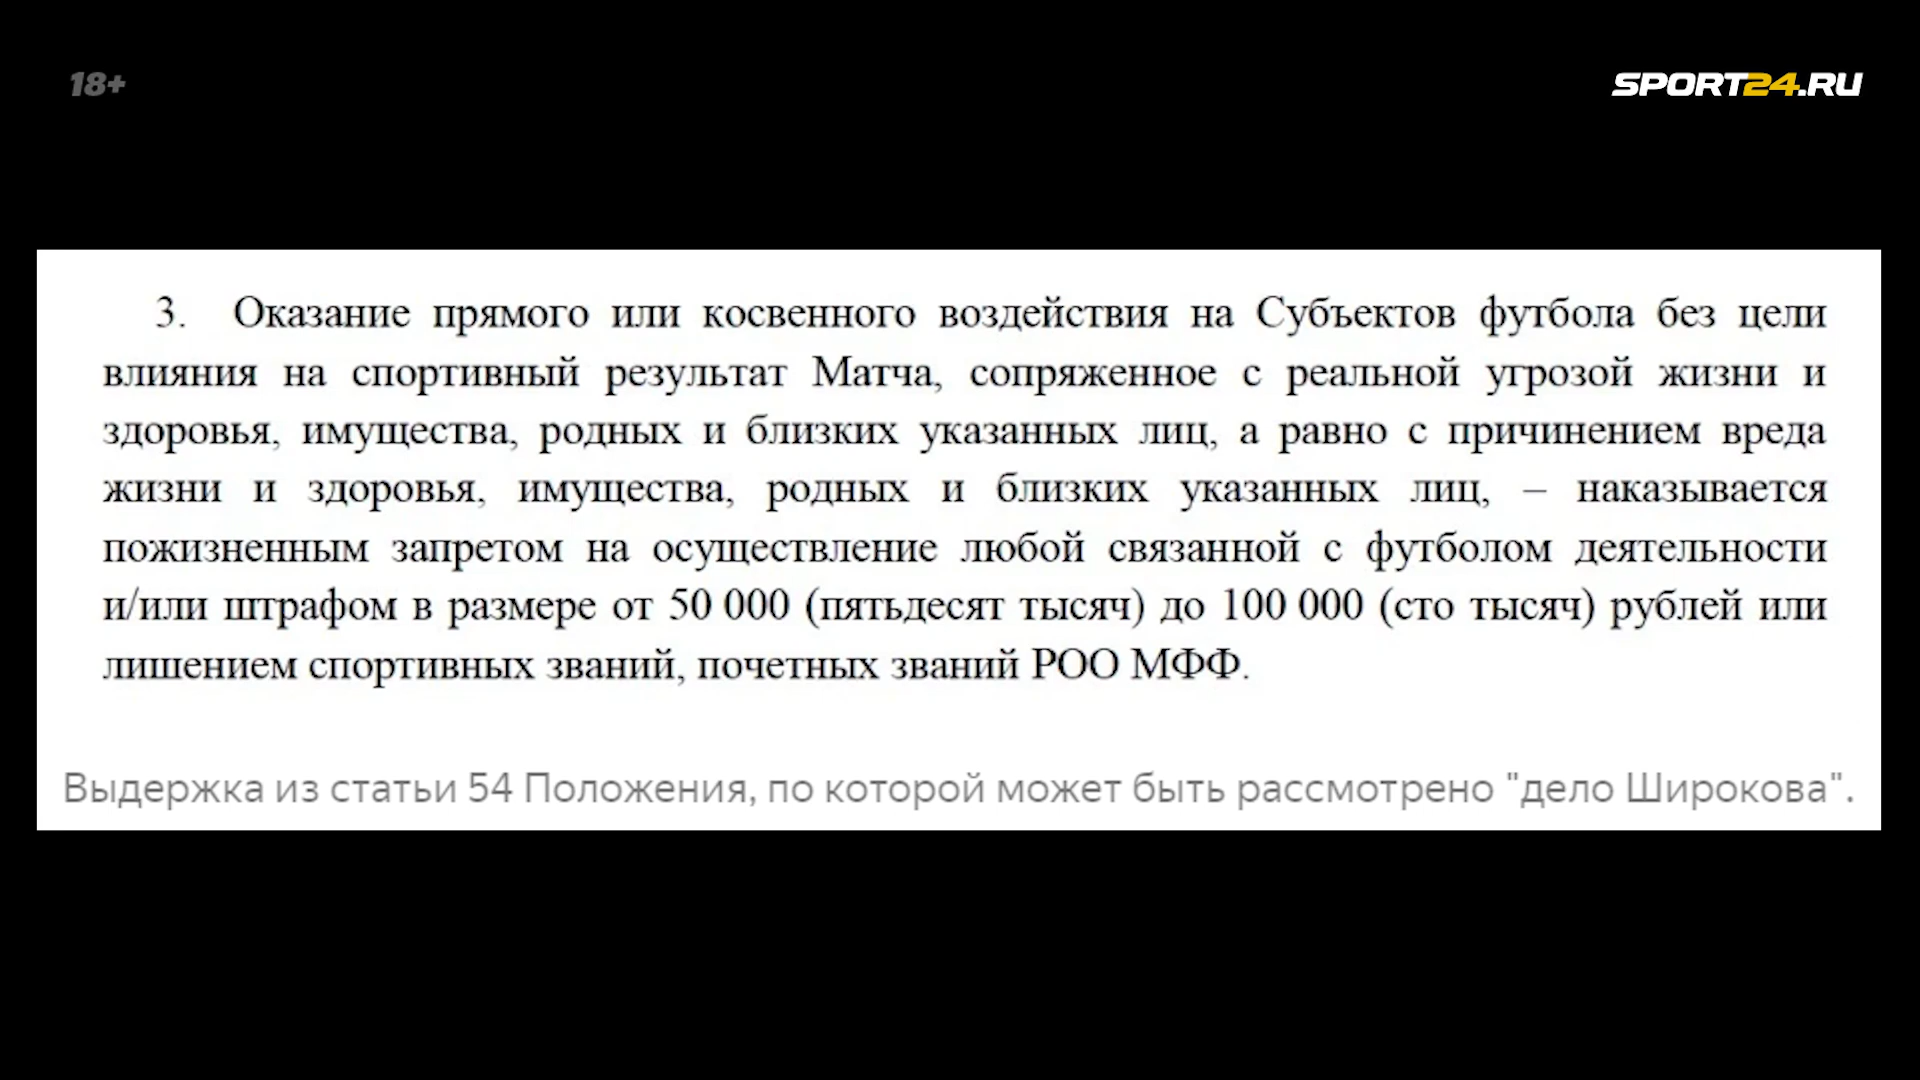 18+
SPORT24.RU
3. Оказание прямого или косвенного воздействия на Субъектов футбола без цели
влияния на спортивный результат Матча, сопряженное с реальной угрозой жизни и
здоровья, имущества, родных и близких указанных лиц, а равно с причинением вреда
жизни и здоровья, имущества, родных и близких указанных лиц, – наказывается
пожизненным запретом на осуществление любой связанной с футболом деятельности
и/или штрафом в размере от 50 000 (пятьдесят тысяч) до 100 000 (сто тысяч) рублей или
лишением спортивных званий, почетных званий РОО МФФ.
Выдержка из статьи 54 Положения, по которой может быть рассмотрено "дело Широкова".